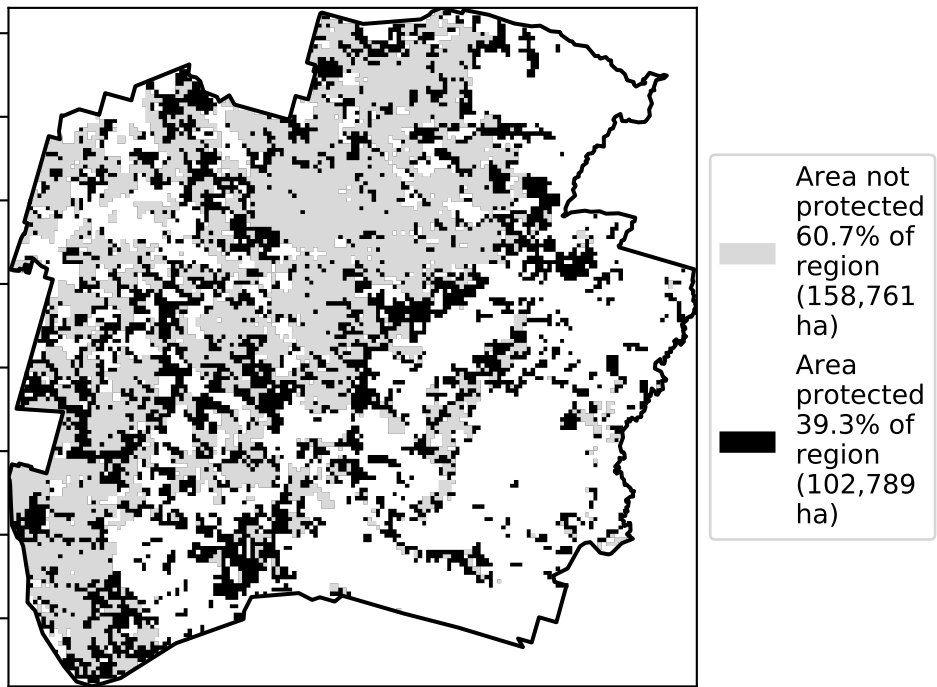 Area not
protected
60.7% of
region
(158,761
ha)
Area
protected
39.3% of
region
(102,789
ha)